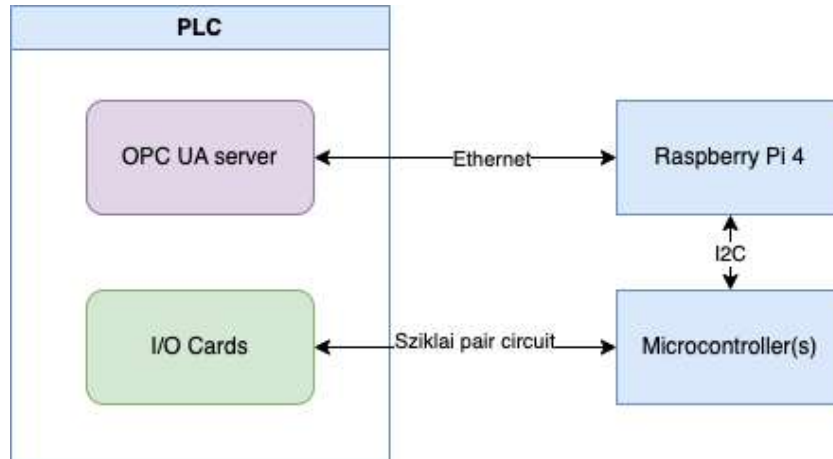 PLC
OPC UA server
Ethernet
Raspberry Pi 4
I2C
I/O Cards
Sziklai pair circuit
Microcontroller(s)